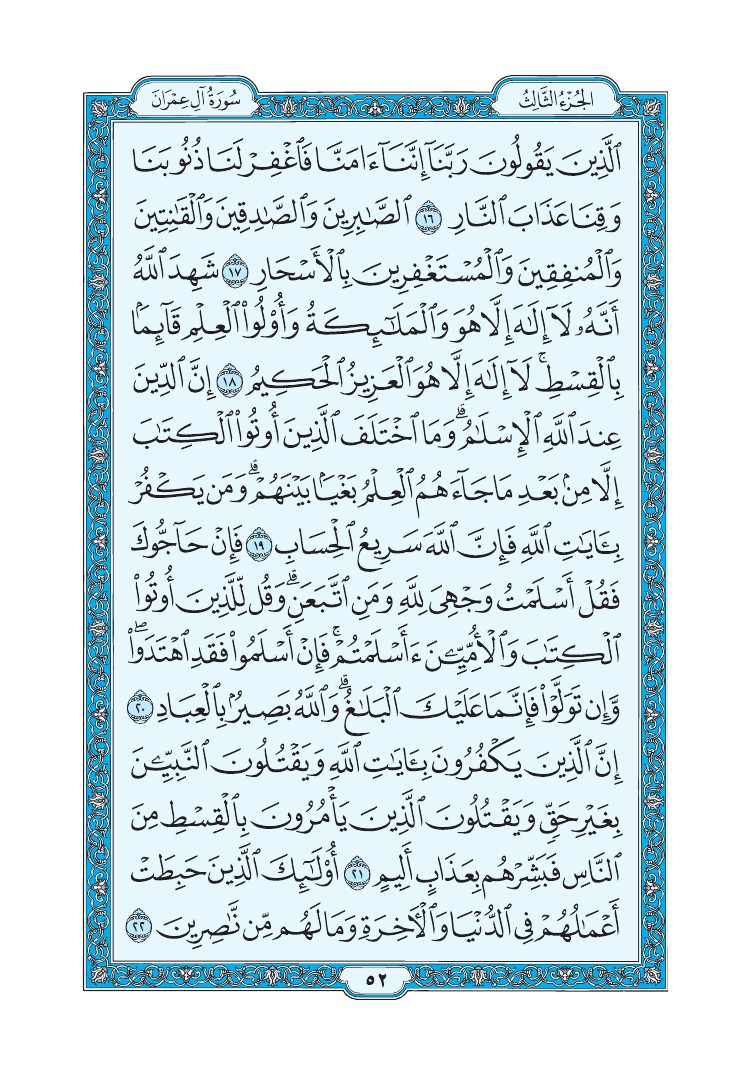 الجُزْءُ الثَّالِثُ
سُورَةُ آلِ عِمْرَانَ
ٱلَّذِينَ يَقُولُونَ رَبَّنَآ إِنَّنَآ ءَامَنَّا فَٱغْفِرْ لَنَا ذُنُوبَنَا
وَقِنَا عَذَابَ ٱلنَّارِ ١٦ ٱلصَّٰبِرِينَ وَٱلصَّٰدِقِينَ وَٱلْقَٰنِتِينَ
وَٱلْمُنفِقِينَ وَٱلْمُسْتَغْفِرِينَ بِٱلْأَسْحَارِ ١٧ شَهِدَ ٱللَّهُ
أَنَّهُۥ لَآ إِلَٰهَ إِلَّا هُوَ وَٱلْمَلَٰٓئِكَةُ وَأُو۟لُوا۟ ٱلْعِلْمِ قَآئِمًۢا
بِٱلْقِسْطِۚ لَآ إِلَٰهَ إِلَّا هُوَ ٱلْعَزِيزُ ٱلْحَكِيمُ ١٨ إِنَّ ٱلدِّينَ
عِندَ ٱللَّهِ ٱلْإِسْلَٰمُۗ وَمَا ٱخْتَلَفَ ٱلَّذِينَ أُوتُوا۟ ٱلْكِتَٰبَ
إِلَّا مِنۢ بَعْدِ مَا جَآءَهُمُ ٱلْعِلْمُ بَغْيًۢا بَيْنَهُمْۗ وَمَن يَكْفُرْ
بِـَٔايَٰتِ ٱللَّهِ فَإِنَّ ٱللَّهَ سَرِيعُ ٱلْحِسَابِ ١٩ فَإِنْ حَآجُّوكَ
فَقُلْ أَسْلَمْتُ وَجْهِىَ لِلَّهِ وَمَنِ ٱتَّبَعَنِۗ وَقُل لِّلَّذِينَ أُوتُوا۟
ٱلْكِتَٰبَ وَٱلْأُمِّيِّـۧنَ ءَأَسْلَمْتُمْۚ فَإِنْ أَسْلَمُوا۟ فَقَدِ ٱهْتَدَوا۟ۖ
وَّإِن تَوَلَّوْا۟ فَإِنَّمَا عَلَيْكَ ٱلْبَلَٰغُۗ وَٱللَّهُ بَصِيرٌۢ بِٱلْعِبَادِ ٢٠
إِنَّ ٱلَّذِينَ يَكْفُرُونَ بِـَٔايَٰتِ ٱللَّهِ وَيَقْتُلُونَ ٱلنَّبِيِّـۧنَ
بِغَيْرِ حَقٍّ وَيَقْتُلُونَ ٱلَّذِينَ يَأْمُرُونَ بِٱلْقِسْطِ مِنَ
ٱلنَّاسِ فَبَشِّرْهُم بِعَذَابٍ أَلِيمٍ ٢١ أُو۟لَٰٓئِكَ ٱلَّذِينَ حَبِطَتْ
أَعْمَٰلُهُمْ فِى ٱلدُّنْيَا وَٱلْـَٔاخِرَةِ وَمَا لَهُم مِّن نَّٰصِرِينَ ٢٢
٥٢